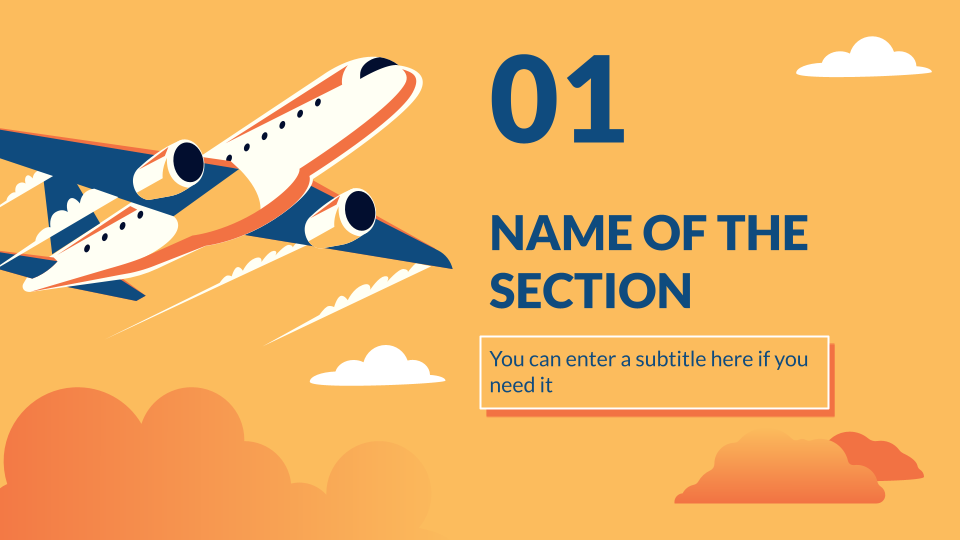 01
NAME OF THE
SECTION
You can enter a subtitle here if you
need it